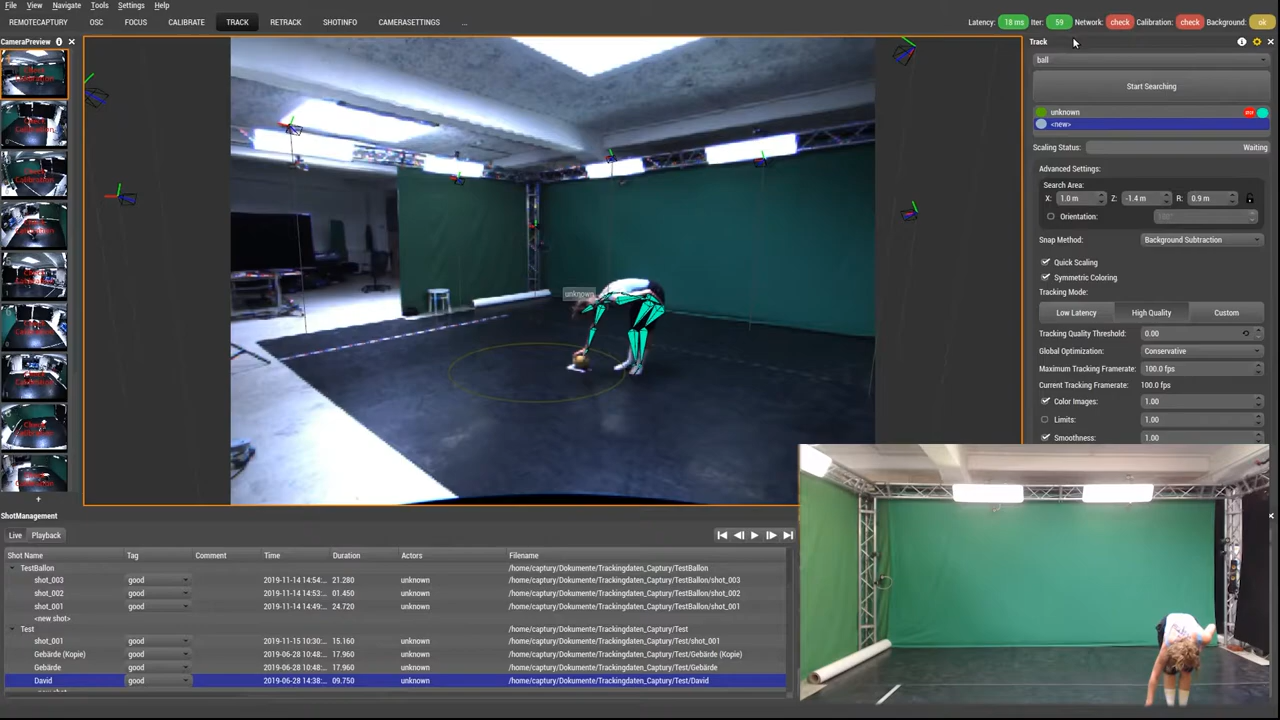 File View Navigate Tools Settings Help
REMOTECAPTURY OSC FOCUS CALIBRATE TRACK RETRACK SHOTINFO CAMERASETTINGS ... Latency: 18 ms Iter: 59 Network: check Calibration: check Background: ok
CameraPreview
Track
ball
Start Searching
unknown
<new>
Scaling Status: Waiting
Advanced Settings:
Search Area:
X: 1.0 m Z: -1.4 m R: 0.9 m
Orientation:
Snap Method: Background Subtraction
Quick Scaling
Symmetric Coloring
Tracking Mode:
Low Latency High Quality Custom
Tracking Quality Threshold: 0.00
Global Optimization: Conservative
Maximum Tracking Framerate: 100.0 fps
Current Tracking Framerate: 100.0 fps
Color Images: 1.00
Limits: 1.00
Smoothness: 1.00
unknown
ShotManagement
Live Playback
Shot Name Tag Comment Time Duration Actors Filename
TestBallon /home/captury/Dokumente/Trackingdaten_Captury/TestBallon
shot_003 good 2019-11-14 14:54:... 21.280 unknown /home/captury/Dokumente/Trackingdaten_Captury/TestBallon/shot_003
shot_002 good 2019-11-14 14:53:... 01.450 unknown /home/captury/Dokumente/Trackingdaten_Captury/TestBallon/shot_002
shot_001 good 2019-11-14 14:49:... 24.720 unknown /home/captury/Dokumente/Trackingdaten_Captury/TestBallon/shot_001
<new shot>
Test /home/captury/Dokumente/Trackingdaten_Captury/Test
shot_001 good 2019-11-15 10:30:... 15.160 unknown /home/captury/Dokumente/Trackingdaten_Captury/Test/shot_001
Gebärde (Kopie) good 2019-06-28 10:48:... 17.960 unknown /home/captury/Dokumente/Trackingdaten_Captury/Test/Gebärde (Kopie)
Gebärde good 2019-06-28 10:48:... 17.960 unknown /home/captury/Dokumente/Trackingdaten_Captury/Test/Gebärde
David good 2019-06-28 14:38:... 09.750 unknown /home/captury/Dokumente/Trackingdaten_Captury/Test/David